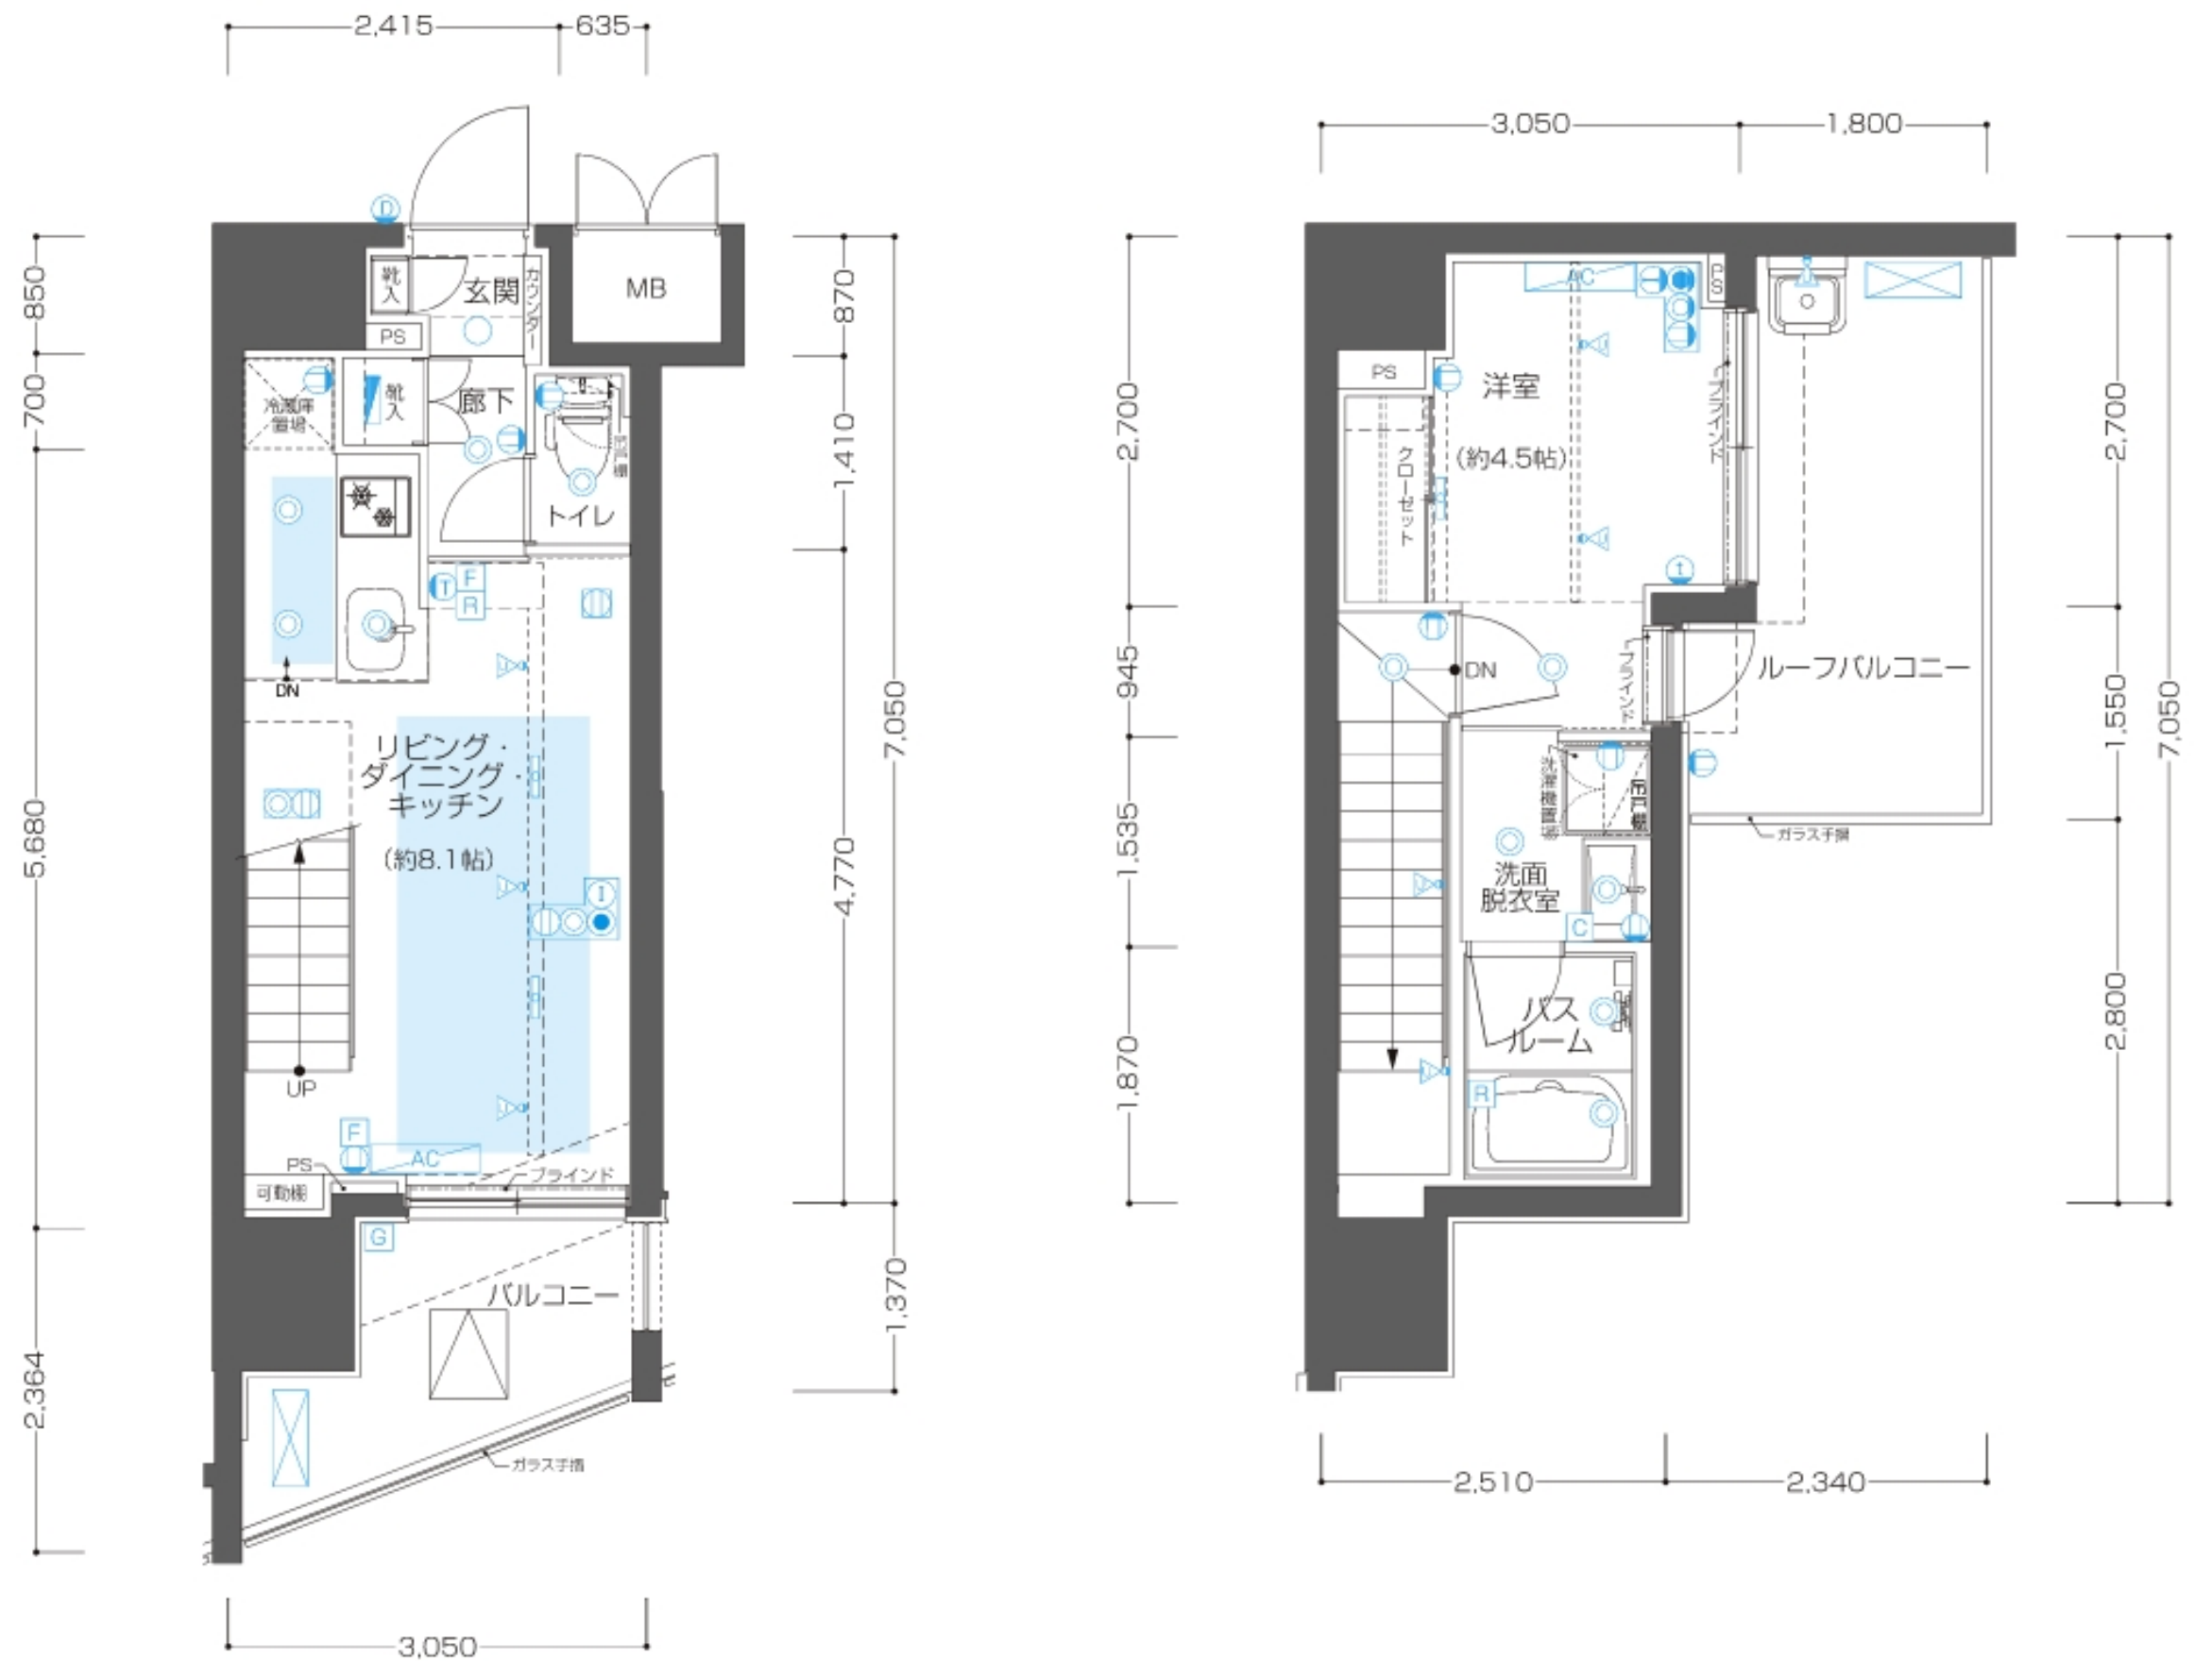 2,415
635
D
850
700
5,680
2,364
靴入
玄関
カウンター
MB
PS
冷蔵庫
置場
靴入
廊下
吊戸棚
トイレ
T
F
R
DN
リビング・
ダイニング・
キッチン
(約8.1帖)
I
UP
F
AC
PS
ブラインド
可動棚
G
バルコニー
ガラス手摺
870
1,410
4,770
7,050
1,370
3,050
3,050
1,800
2,700
945
1,535
1,870
AC
PS
PS
洋室
(約4.5帖)
クローゼット
ブラインド
t
DN
ブラインド
ルーフバルコニー
洗濯機置場
吊戸棚
ガラス手摺
洗面
脱衣室
C
バス
ルーム
R
2,700
1,550
2,800
7,050
2,510
2,340